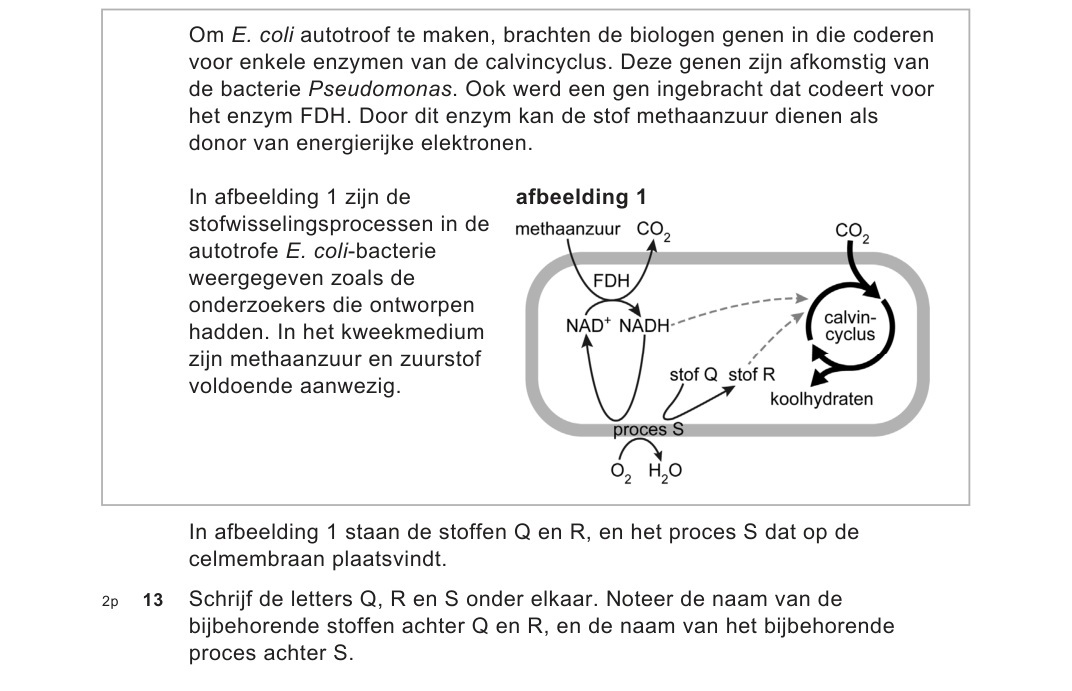 Om E. coli autotroof te maken, brachten de biologen genen in die coderen
voor enkele enzymen van de calvincyclus. Deze genen zijn afkomstig van
de bacterie Pseudomonas. Ook werd een gen ingebracht dat codeert voor
het enzym FDH. Door dit enzym kan de stof methaanzuur dienen als
donor van energierijke elektronen.
In afbeelding 1 zijn de
stofwisselingsprocessen in de
autotrofe E. coli-bacterie
weergegeven zoals de
onderzoekers die ontworpen
hadden. In het kweekmedium
zijn methaanzuur en zuurstof
voldoende aanwezig.
afbeelding 1
methaanzuur CO₂
CO₂
FDH
NAD⁺ NADH
calvin-
cyclus
stof Q stof R
koolhydraten
proces S
O₂ H₂O
In afbeelding 1 staan de stoffen Q en R, en het proces S dat op de
celmembraan plaatsvindt.
2p 13 Schrijf de letters Q, R en S onder elkaar. Noteer de naam van de
bijbehorende stoffen achter Q en R, en de naam van het bijbehorende
proces achter S.